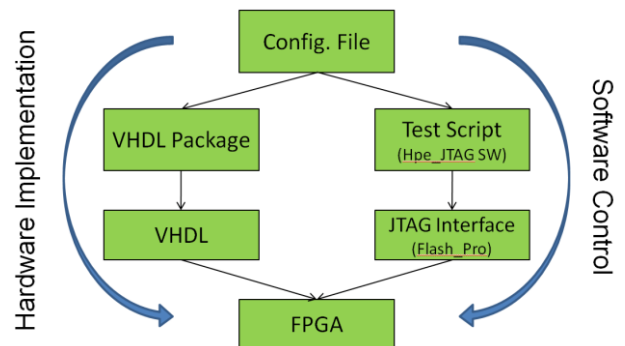 Config. File
Hardware Implementation
Software Control
VHDL Package
Test Script
(Hpe_JTAG SW)
VHDL
JTAG Interface
(Flash_Pro)
FPGA